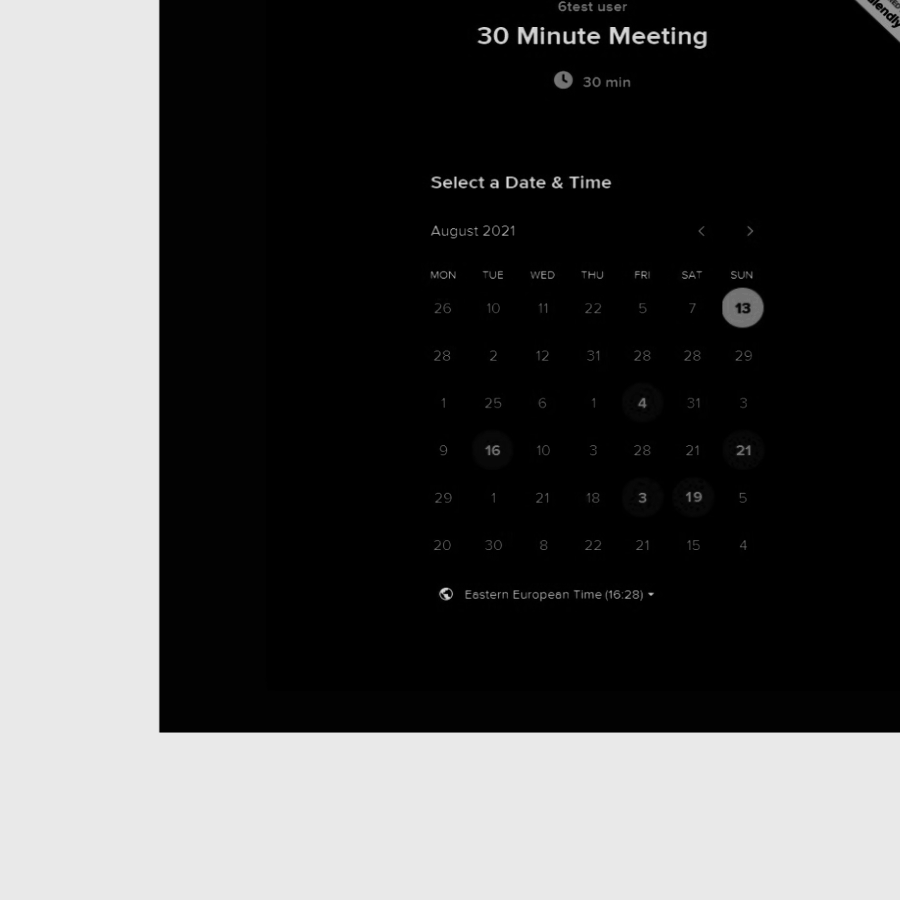 6test user
30 Minute Meeting
30 min
Select a Date & Time
August 2021
MON TUE WED THU FRI SAT SUN
26 10 11 22 5 7 13
28 2 12 31 28 28 29
1 25 6 1 4 31 3
9 16 10 3 28 21 21
29 1 21 18 3 19 5
20 30 8 22 21 15 4
Eastern European Time (16:28)